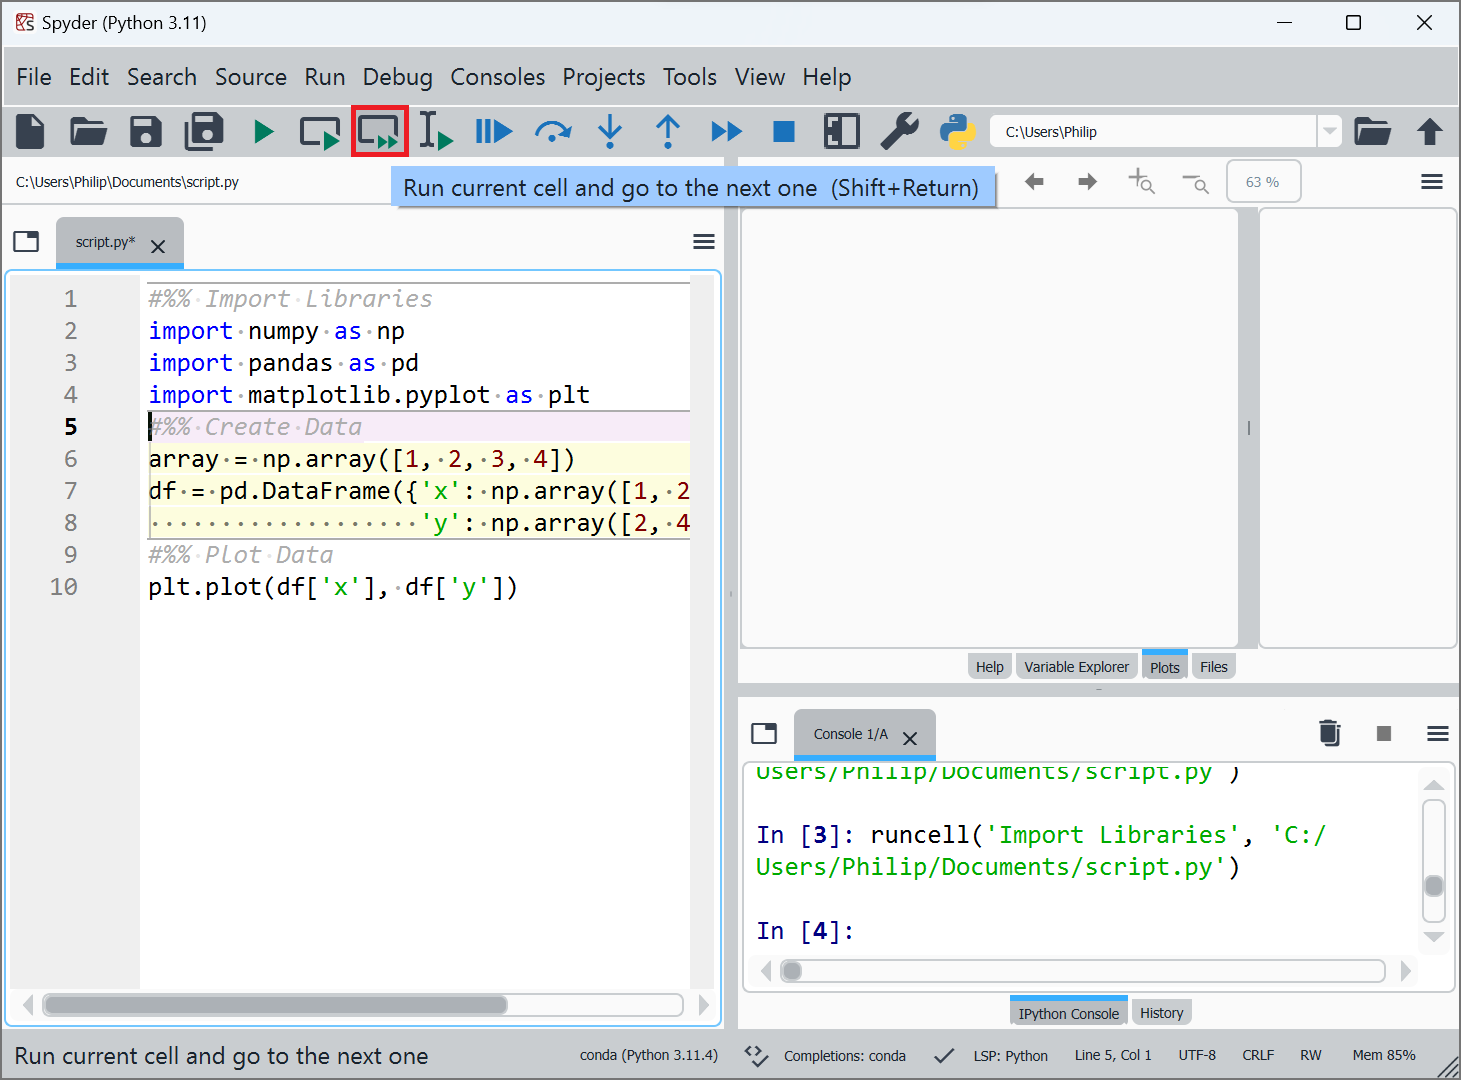 Spyder (Python 3.11)
File Edit Search Source Run Debug Consoles Projects Tools View Help
C:\Users\Philip
C:\Users\Philip\Documents\script.py
Run current cell and go to the next one (Shift+Return)
63 %
script.py*
1 #%% Import Libraries
2 import numpy as np
3 import pandas as pd
4 import matplotlib.pyplot as plt
5 #%% Create Data
6 array = np.array([1, 2, 3, 4])
7 df = pd.DataFrame({'x': np.array([1, 2
8 'y': np.array([2, 4
9 #%% Plot Data
10 plt.plot(df['x'], df['y'])
Help Variable Explorer Plots Files
Console 1/A
Users/Philip/Documents/script.py')
In [3]: runcell('Import Libraries', 'C:/
Users/Philip/Documents/script.py')
In [4]:
IPython Console History
Run current cell and go to the next one
conda (Python 3.11.4) Completions: conda LSP: Python Line 5, Col 1 UTF-8 CRLF RW Mem 85%